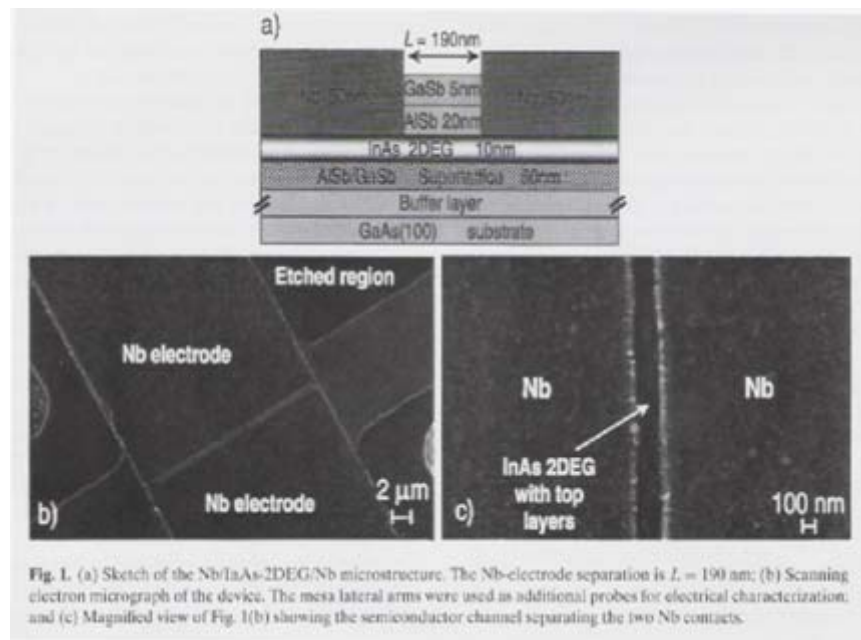 a)
L = 190nm
GaSb 5nm
AlSb 20nm
InAs 2DEG 10nm
AlSb/GaSb Superlattice
Buffer layer
GaAs(100) substrate
Etched region
Nb electrode
Nb electrode
2 μm
b)
Nb
Nb
InAs 2DEG
with top
layers
100 nm
c)
Fig. 1. (a) Sketch of the Nb/InAs-2DEG/Nb microstructure. The Nb-electrode separation is L = 190 nm; (b) Scanning
electron micrograph of the device. The mesa lateral arms were used as additional probes for electrical characterization;
and (c) Magnified view of Fig. 1(b) showing the semiconductor channel separating the two Nb contacts.